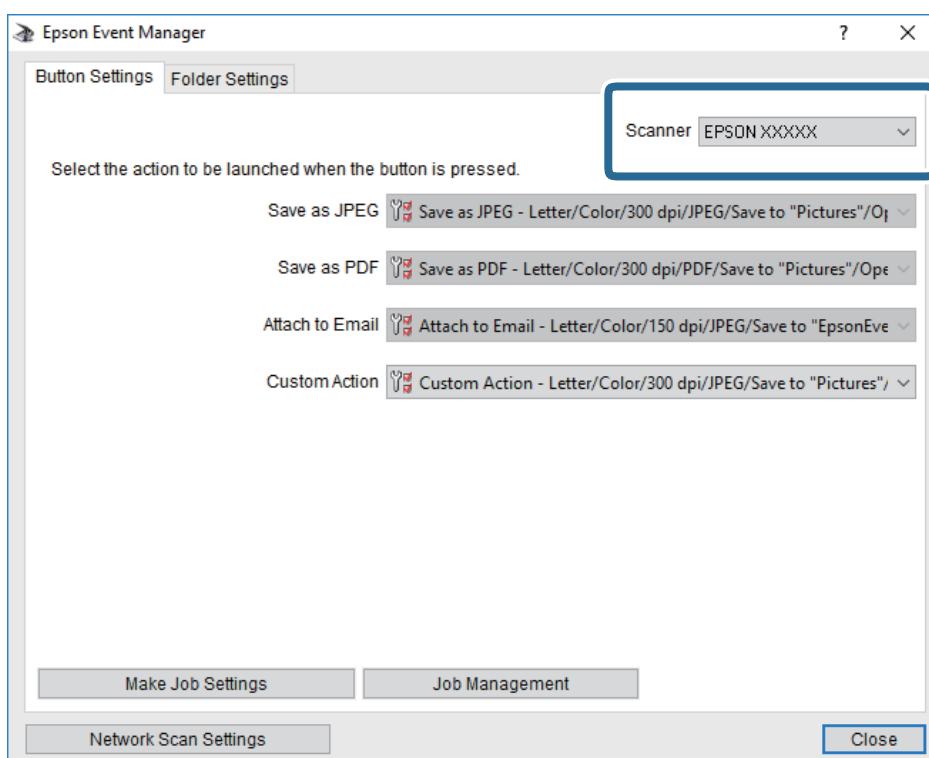 Epson Event Manager
Button Settings Folder Settings
Scanner EPSON XXXXX
Select the action to be launched when the button is pressed.
Save as JPEG Save as JPEG - Letter/Color/300 dpi/JPEG/Save to "Pictures"/Op
Save as PDF Save as PDF - Letter/Color/300 dpi/PDF/Save to "Pictures"/Ope
Attach to Email Attach to Email - Letter/Color/150 dpi/JPEG/Save to "EpsonEve
Custom Action Custom Action - Letter/Color/300 dpi/JPEG/Save to "Pictures"/
Make Job Settings Job Management
Network Scan Settings Close